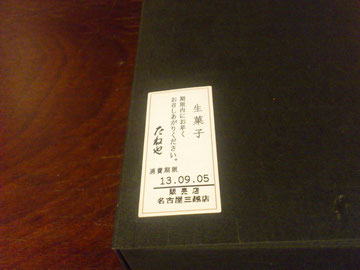 生菓子
期限内にお早く
お召しあがりください。
たねや
消費期限
13.09.05
販売店
名古屋三越店